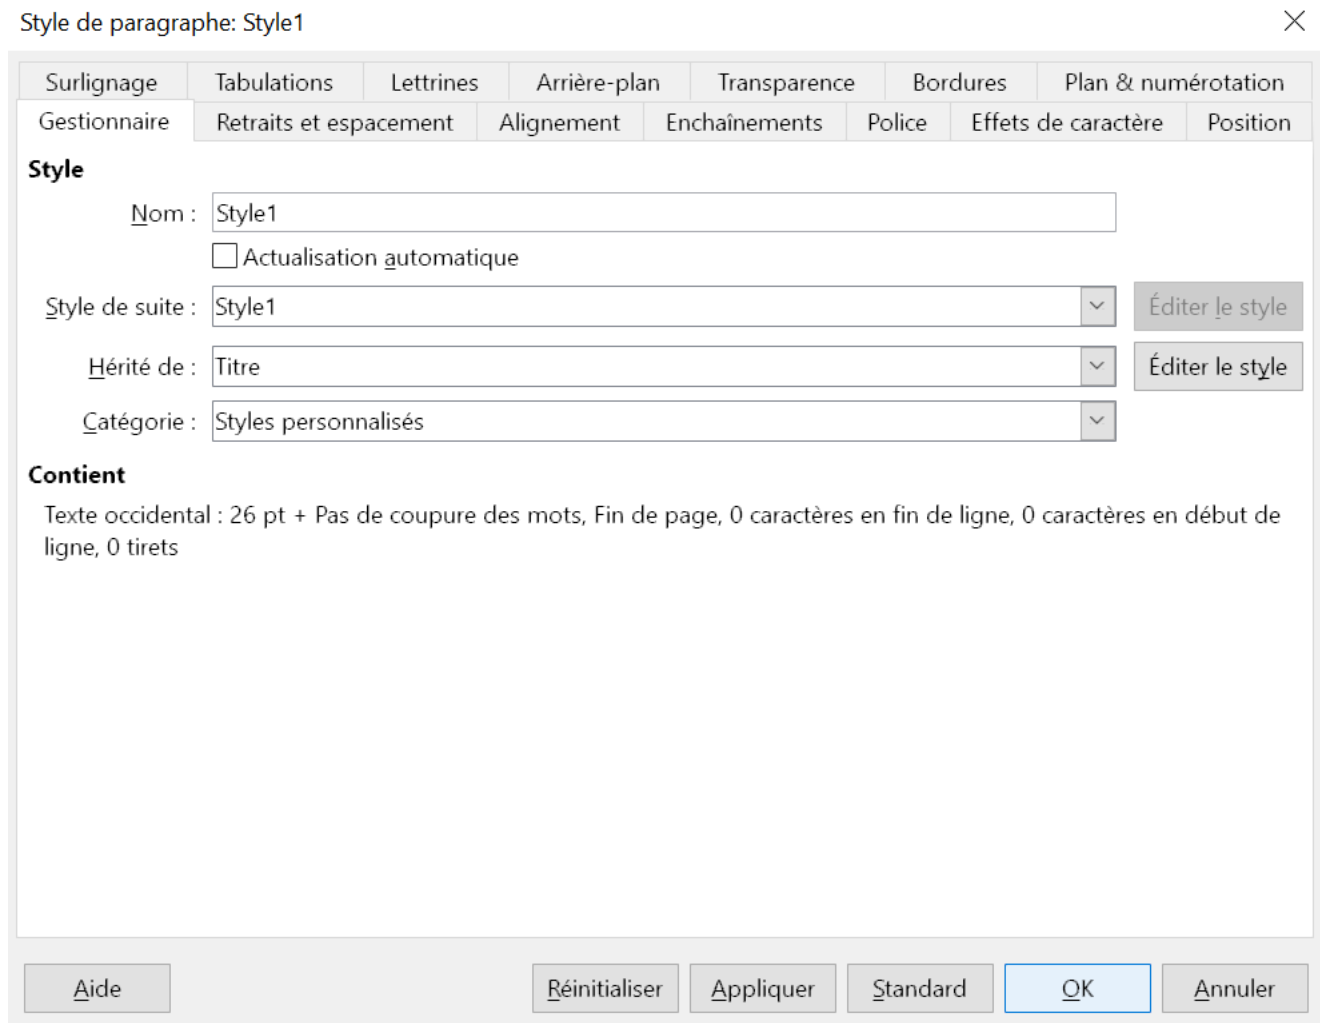 Style de paragraphe: Style1
Surlignage Tabulations Lettrines Arrière-plan Transparence Bordures Plan & numérotation
Gestionnaire Retraits et espacement Alignement Enchaînements Police Effets de caractère Position
Style
Nom : Style1
Actualisation automatique
Style de suite : Style1 Éditer le style
Hérité de : Titre Éditer le style
Catégorie : Styles personnalisés
Contient
Texte occidental : 26 pt + Pas de coupure des mots, Fin de page, 0 caractères en fin de ligne, 0 caractères en début de
ligne, 0 tirets
Aide Réinitialiser Appliquer Standard OK Annuler